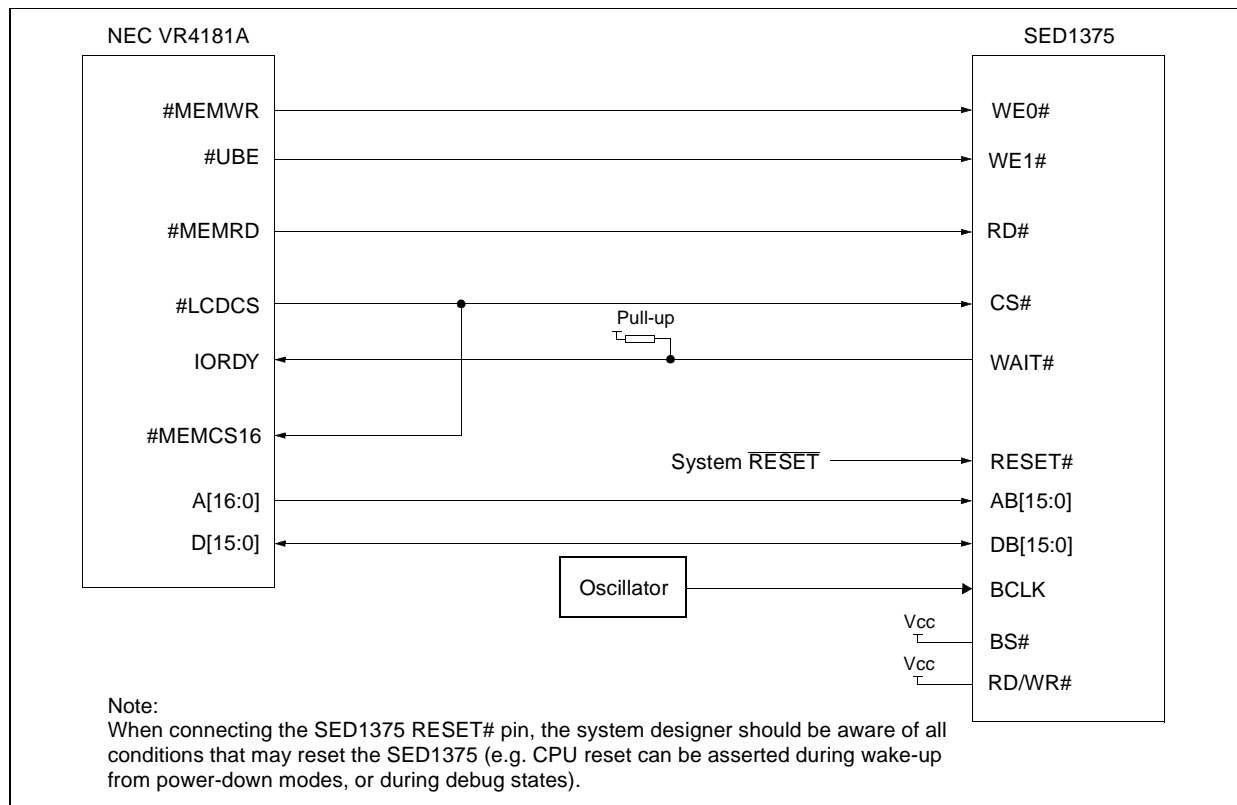 NEC VR4181A
SED1375
#MEMWR
WE0#
#UBE
WE1#
#MEMRD
RD#
#LCDCS
CS#
Pull-up
IORDY
WAIT#
#MEMCS16
System RESET
RESET#
A[16:0]
AB[15:0]
D[15:0]
DB[15:0]
Oscillator
BCLK
Vcc
BS#
Vcc
RD/WR#
Note:
When connecting the SED1375 RESET# pin, the system designer should be aware of all
conditions that may reset the SED1375 (e.g. CPU reset can be asserted during wake-up
from power-down modes, or during debug states).